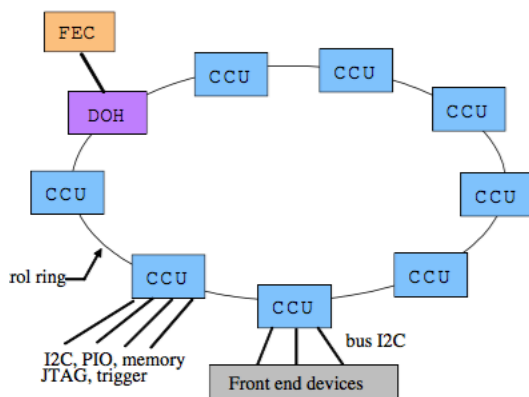 FEC
CCU
CCU
DOH
CCU
CCU
CCU
rol ring
CCU
CCU
CCU
bus I2C
I2C, PIO, memory
JTAG, trigger
Front end devices